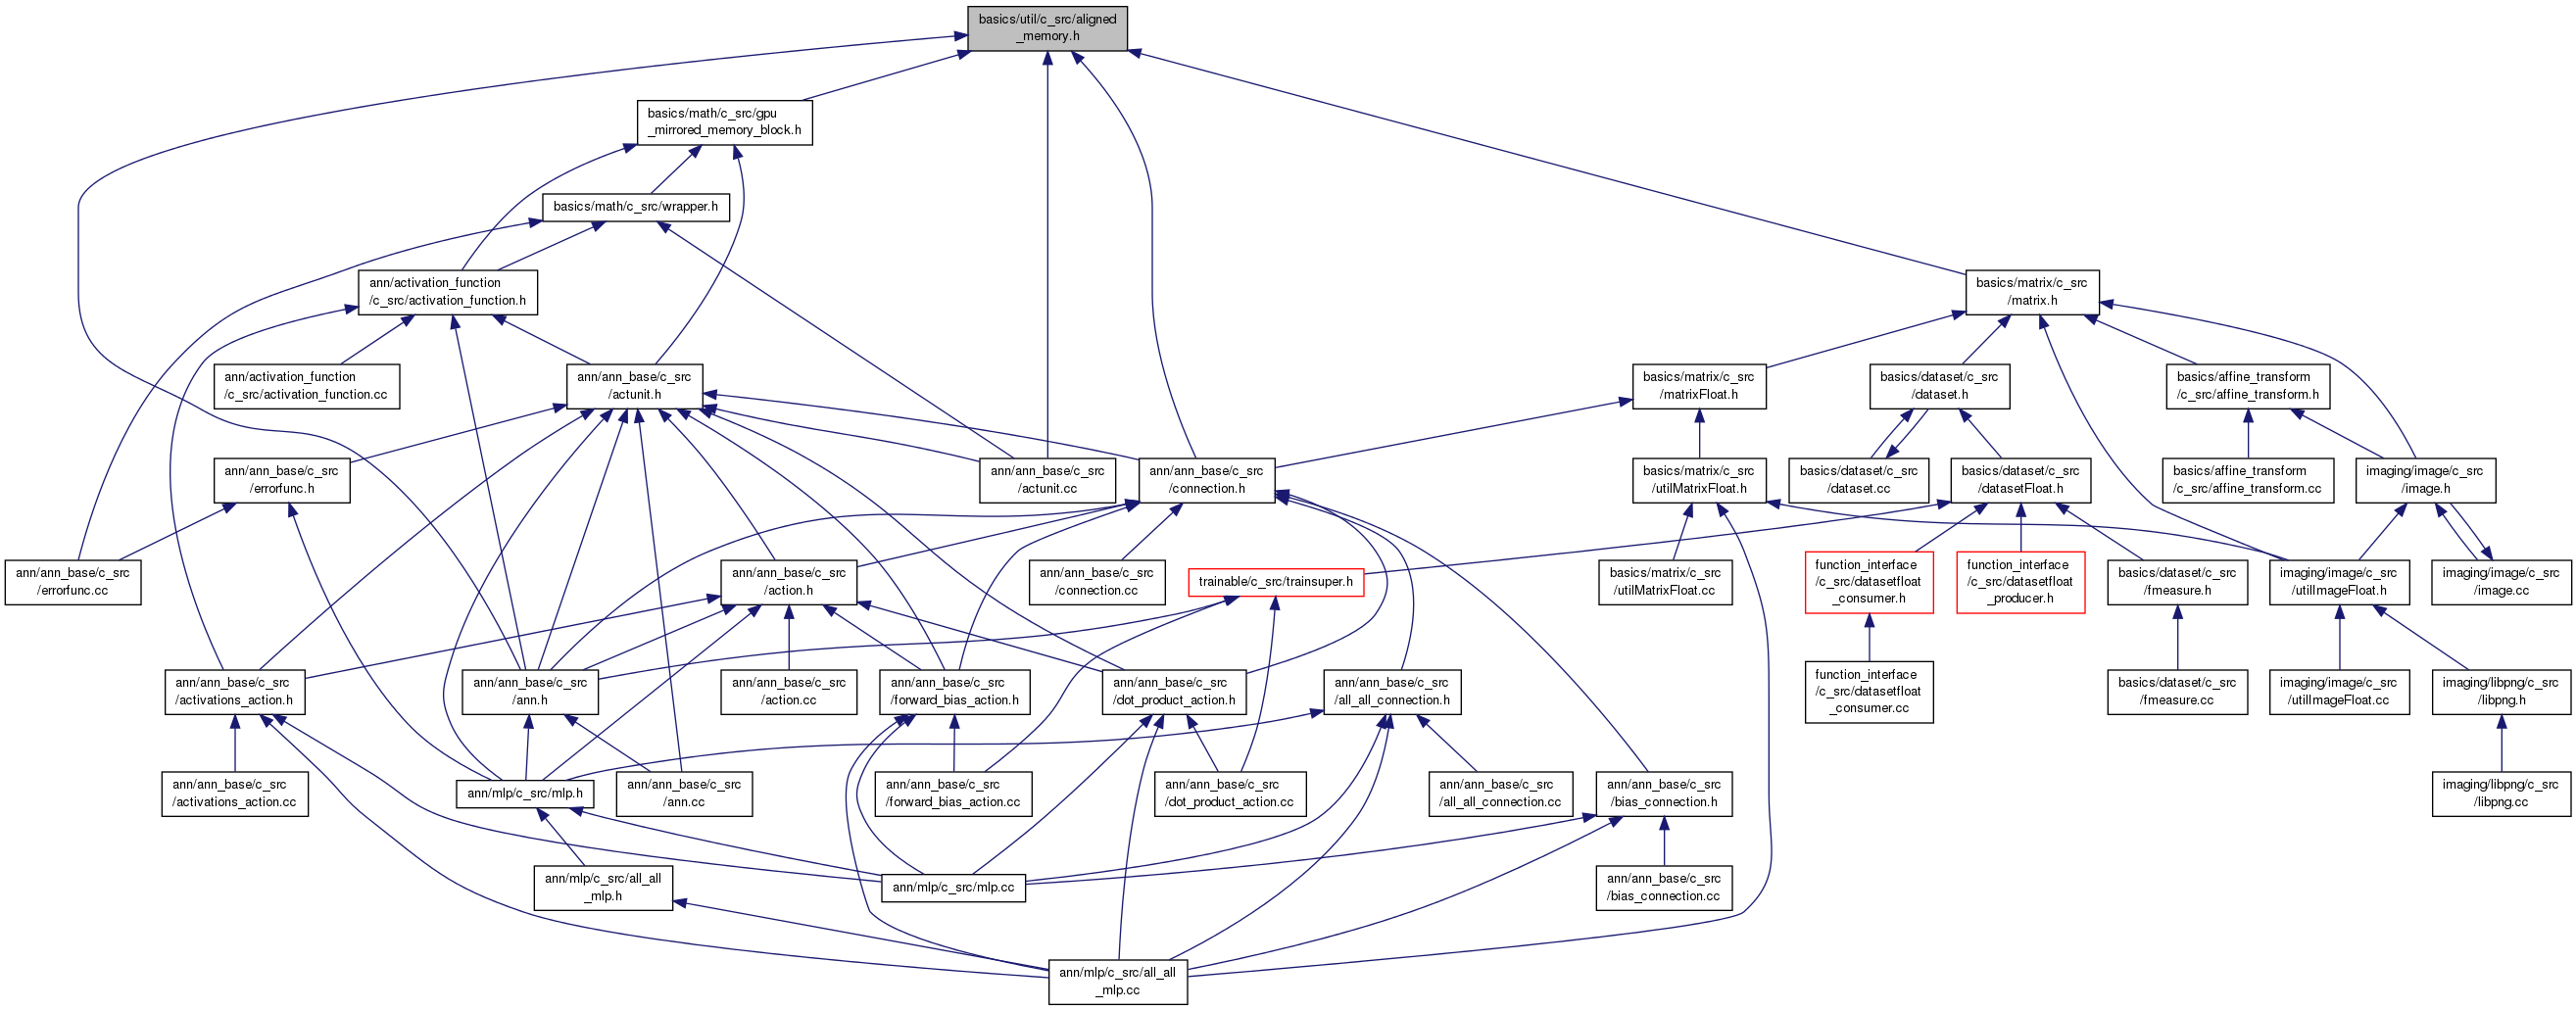 basics/util/c_src/aligned
_memory.h
basics/math/c_src/gpu
_mirrored_memory_block.h
basics/math/c_src/wrapper.h
ann/activation_function
/c_src/activation_function.h
basics/matrix/c_src
/matrix.h
ann/activation_function
/c_src/activation_function.cc
ann/ann_base/c_src
/actunit.h
basics/matrix/c_src
/matrixFloat.h
basics/dataset/c_src
/dataset.h
basics/affine_transform
/c_src/affine_transform.h
ann/ann_base/c_src
/errorfunc.h
ann/ann_base/c_src
/actunit.cc
ann/ann_base/c_src
/connection.h
basics/matrix/c_src
/utilMatrixFloat.h
basics/dataset/c_src
/dataset.cc
basics/dataset/c_src
/datasetFloat.h
basics/affine_transform
/c_src/affine_transform.cc
imaging/image/c_src
/image.h
ann/ann_base/c_src
/errorfunc.cc
ann/ann_base/c_src
/action.h
ann/ann_base/c_src
/connection.cc
trainable/c_src/trainsuper.h
basics/matrix/c_src
/utilMatrixFloat.cc
function_interface
/c_src/datasetfloat
_consumer.h
function_interface
/c_src/datasetfloat
_producer.h
basics/dataset/c_src
/fmeasure.h
imaging/image/c_src
/utilImageFloat.h
imaging/image/c_src
/image.cc
ann/ann_base/c_src
/activations_action.h
ann/ann_base/c_src
/ann.h
ann/ann_base/c_src
/action.cc
ann/ann_base/c_src
/forward_bias_action.h
ann/ann_base/c_src
/dot_product_action.h
ann/ann_base/c_src
/all_all_connection.h
function_interface
/c_src/datasetfloat
_consumer.cc
basics/dataset/c_src
/fmeasure.cc
imaging/image/c_src
/utilImageFloat.cc
imaging/libpng/c_src
/libpng.h
ann/ann_base/c_src
/activations_action.cc
ann/mlp/c_src/mlp.h
ann/ann_base/c_src
/ann.cc
ann/ann_base/c_src
/forward_bias_action.cc
ann/ann_base/c_src
/dot_product_action.cc
ann/ann_base/c_src
/all_all_connection.cc
ann/ann_base/c_src
/bias_connection.h
imaging/libpng/c_src
/libpng.cc
ann/mlp/c_src/all_all
_mlp.h
ann/mlp/c_src/mlp.cc
ann/ann_base/c_src
/bias_connection.cc
ann/mlp/c_src/all_all
_mlp.cc